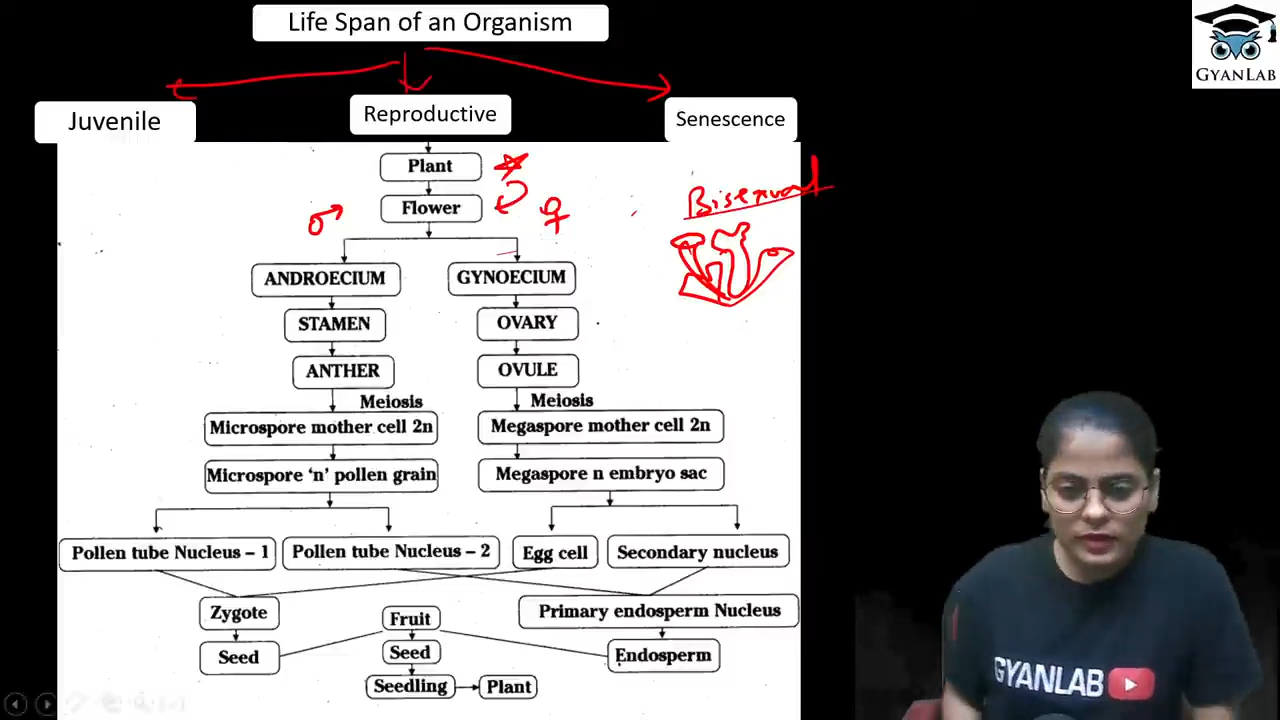 Life Span of an Organism
GYANLAB
Juvenile
Reproductive
Senescence
Plant
Bisexual
Flower
♂
♀
ANDROECIUM
GYNOECIUM
STAMEN
OVARY
ANTHER
OVULE
Meiosis
Meiosis
Microspore mother cell 2n
Megaspore mother cell 2n
Microspore ‘n’ pollen grain
Megaspore n embryo sac
Pollen tube Nucleus – 1
Pollen tube Nucleus – 2
Egg cell
Secondary nucleus
Zygote
Fruit
Primary endosperm Nucleus
Seed
Seed
Endosperm
Seedling
Plant
GYANLAB